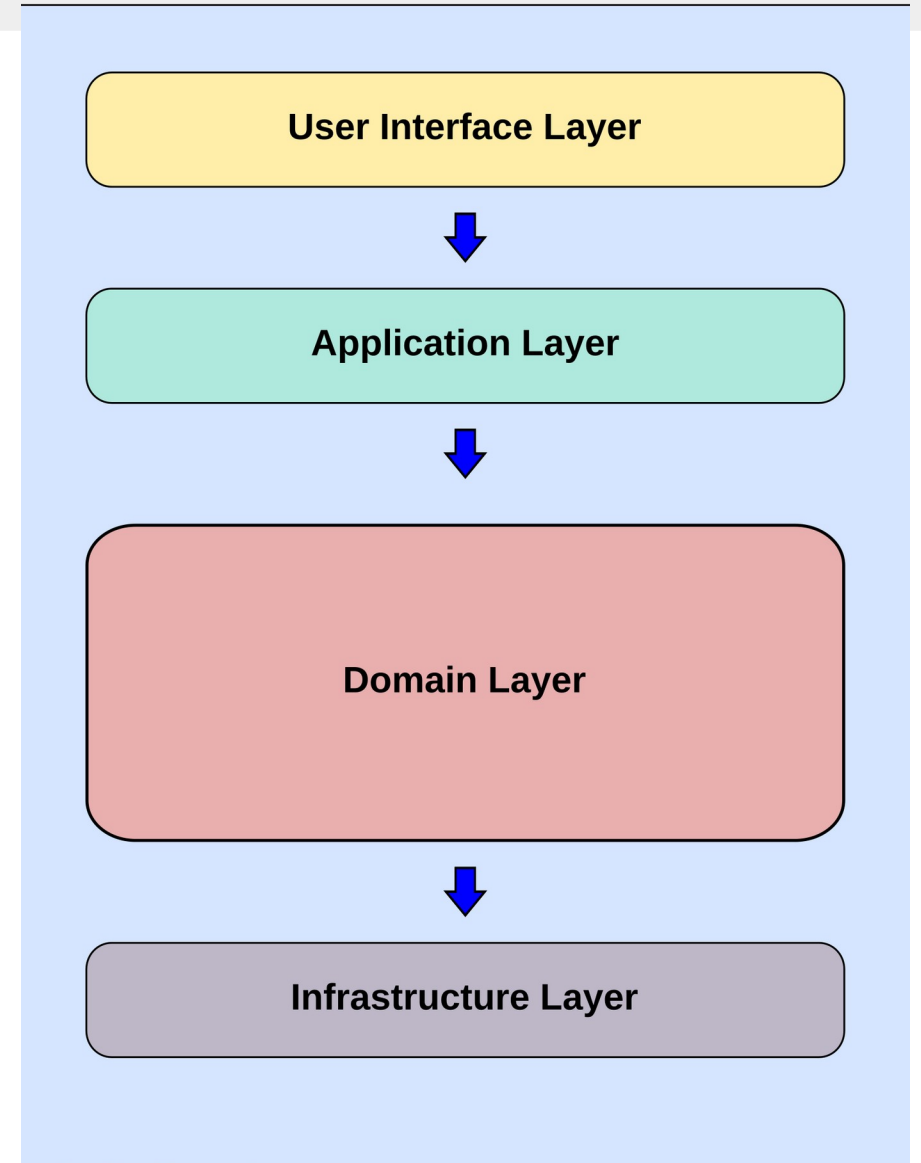 User Interface Layer
Application Layer
Domain Layer
Infrastructure Layer